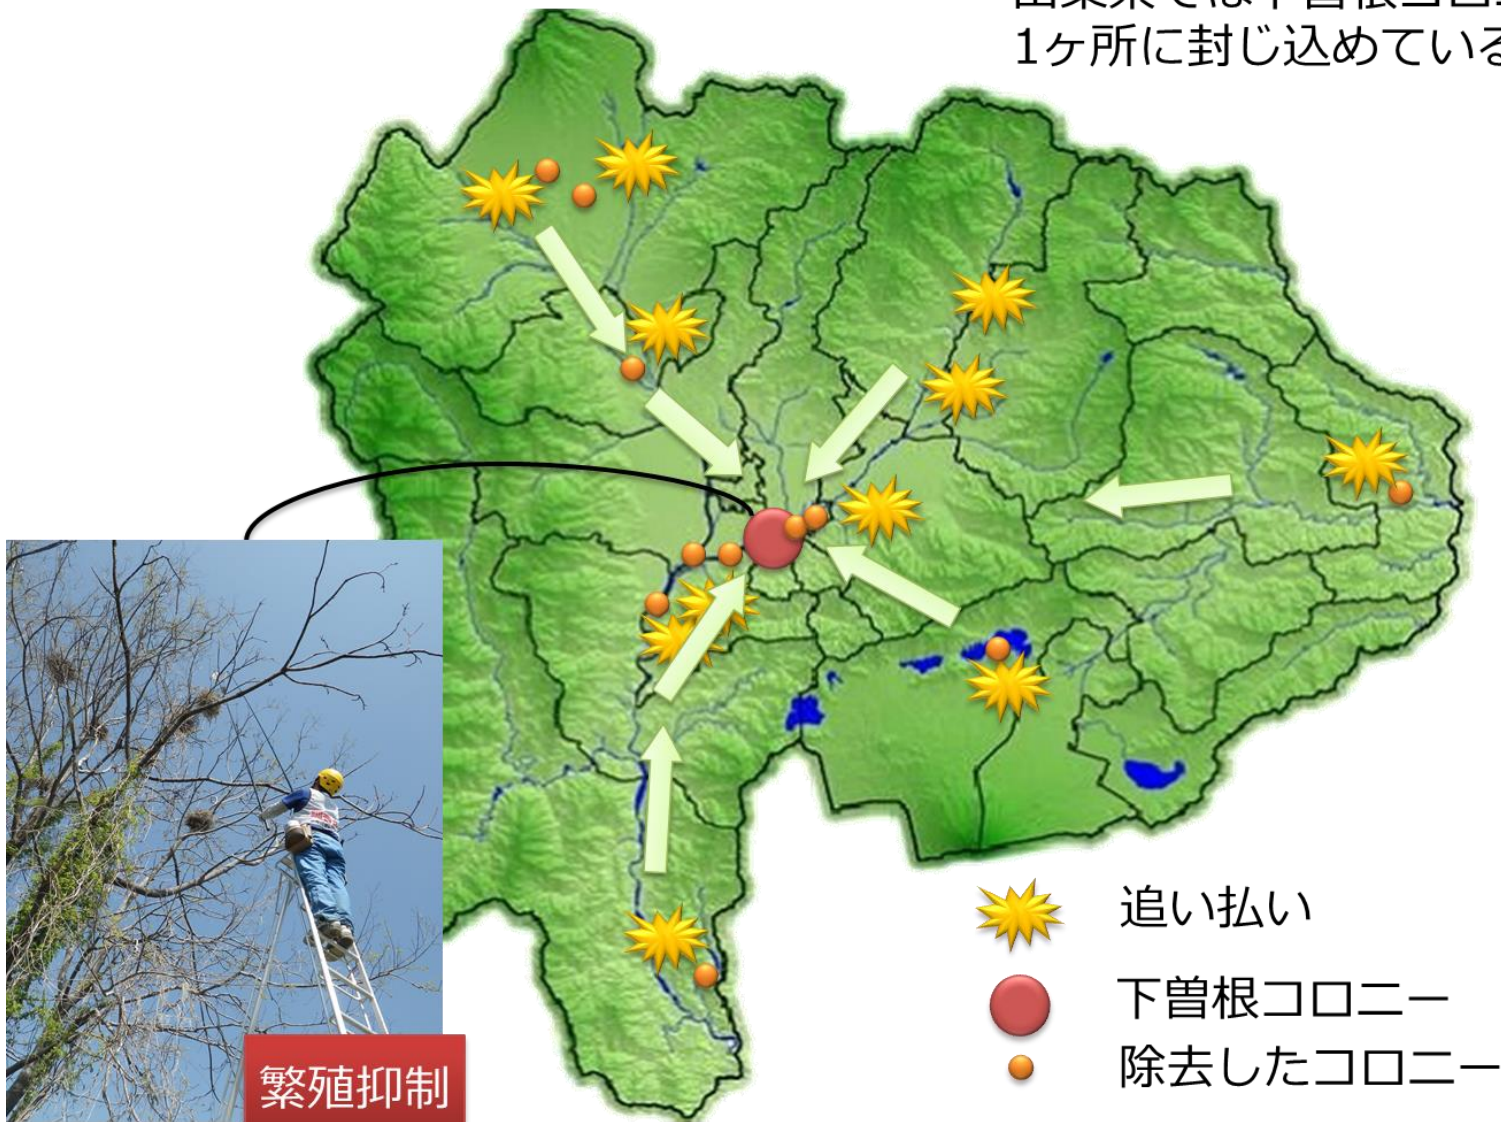 1ヶ所に封じ込めている
追い払い
下曽根コロニー
除去したコロニー
繁殖抑制